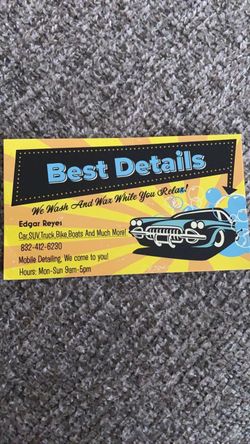 Best Details
We Wash And Wax While You Relax!
Edgar Reyes
Car,SUV,Truck,Bike,Boats And Much More!
832-412-6230
Mobile Detailing, We come to you!
Hours: Mon-Sun 9am-5pm